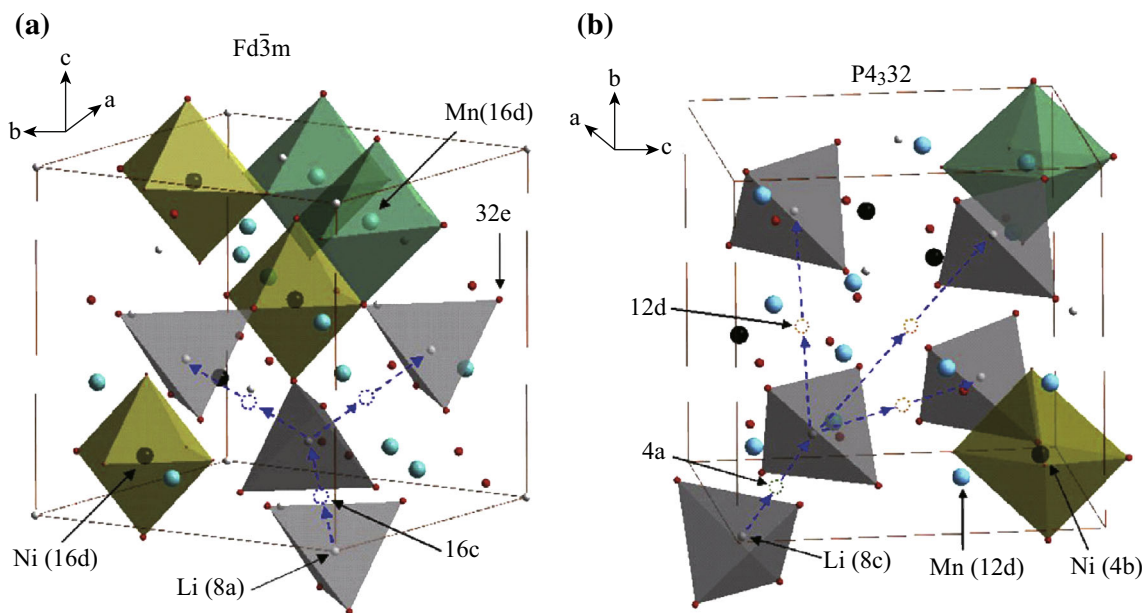 (a)
Fd3̄m
c
a
b
Mn(16d)
32e
Ni (16d)
Li (8a)
16c
(b)
P4₃32
b
a
c
12d
4a
Li (8c)
Mn (12d)
Ni (4b)